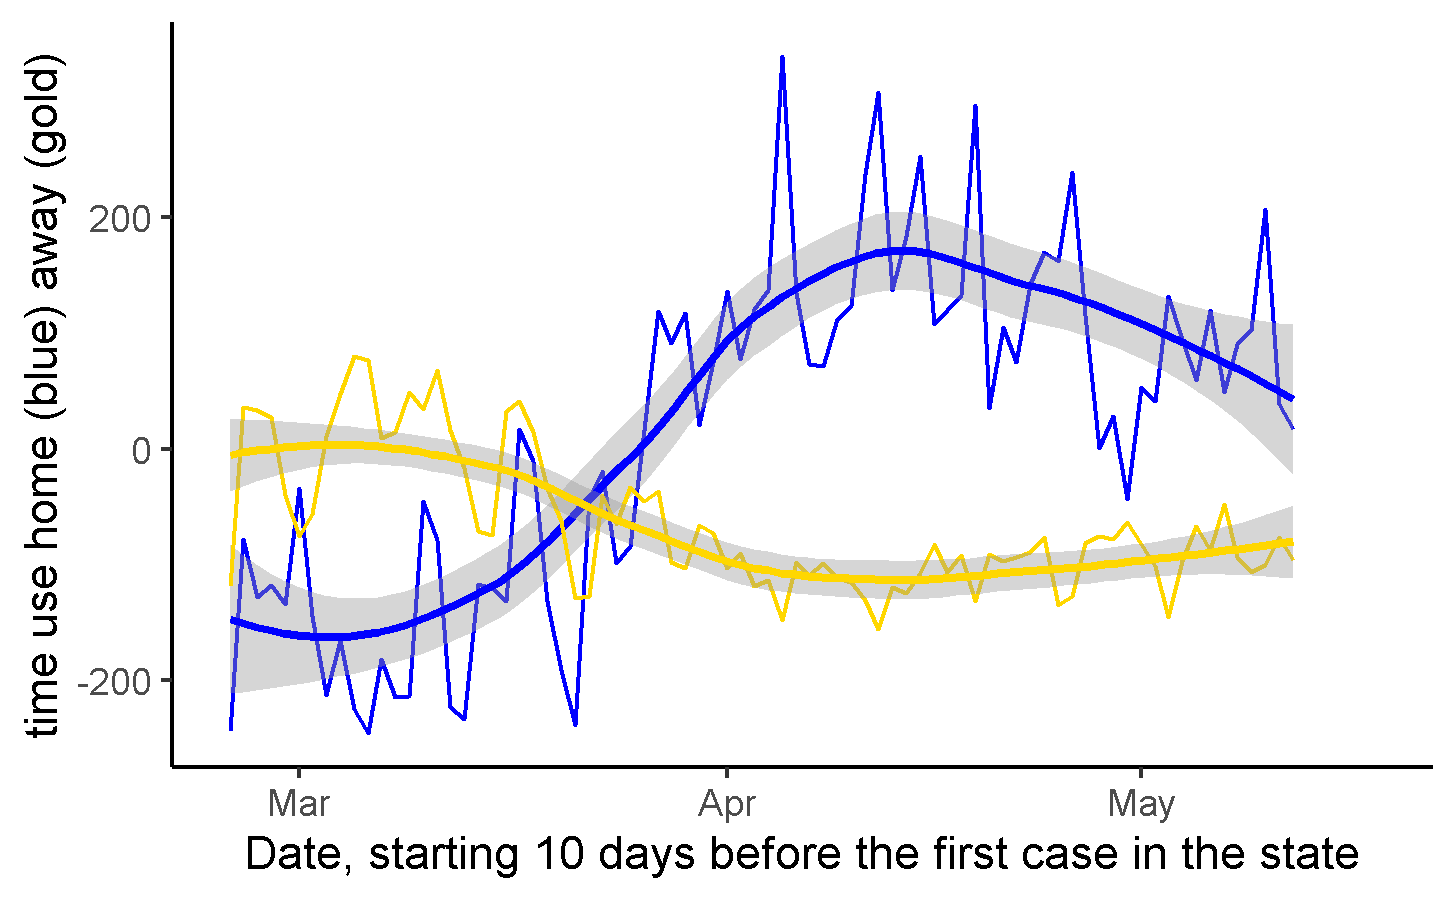 time use home (blue) away (gold)
200
0
-200
Mar Apr May
Date, starting 10 days before the first case in the state